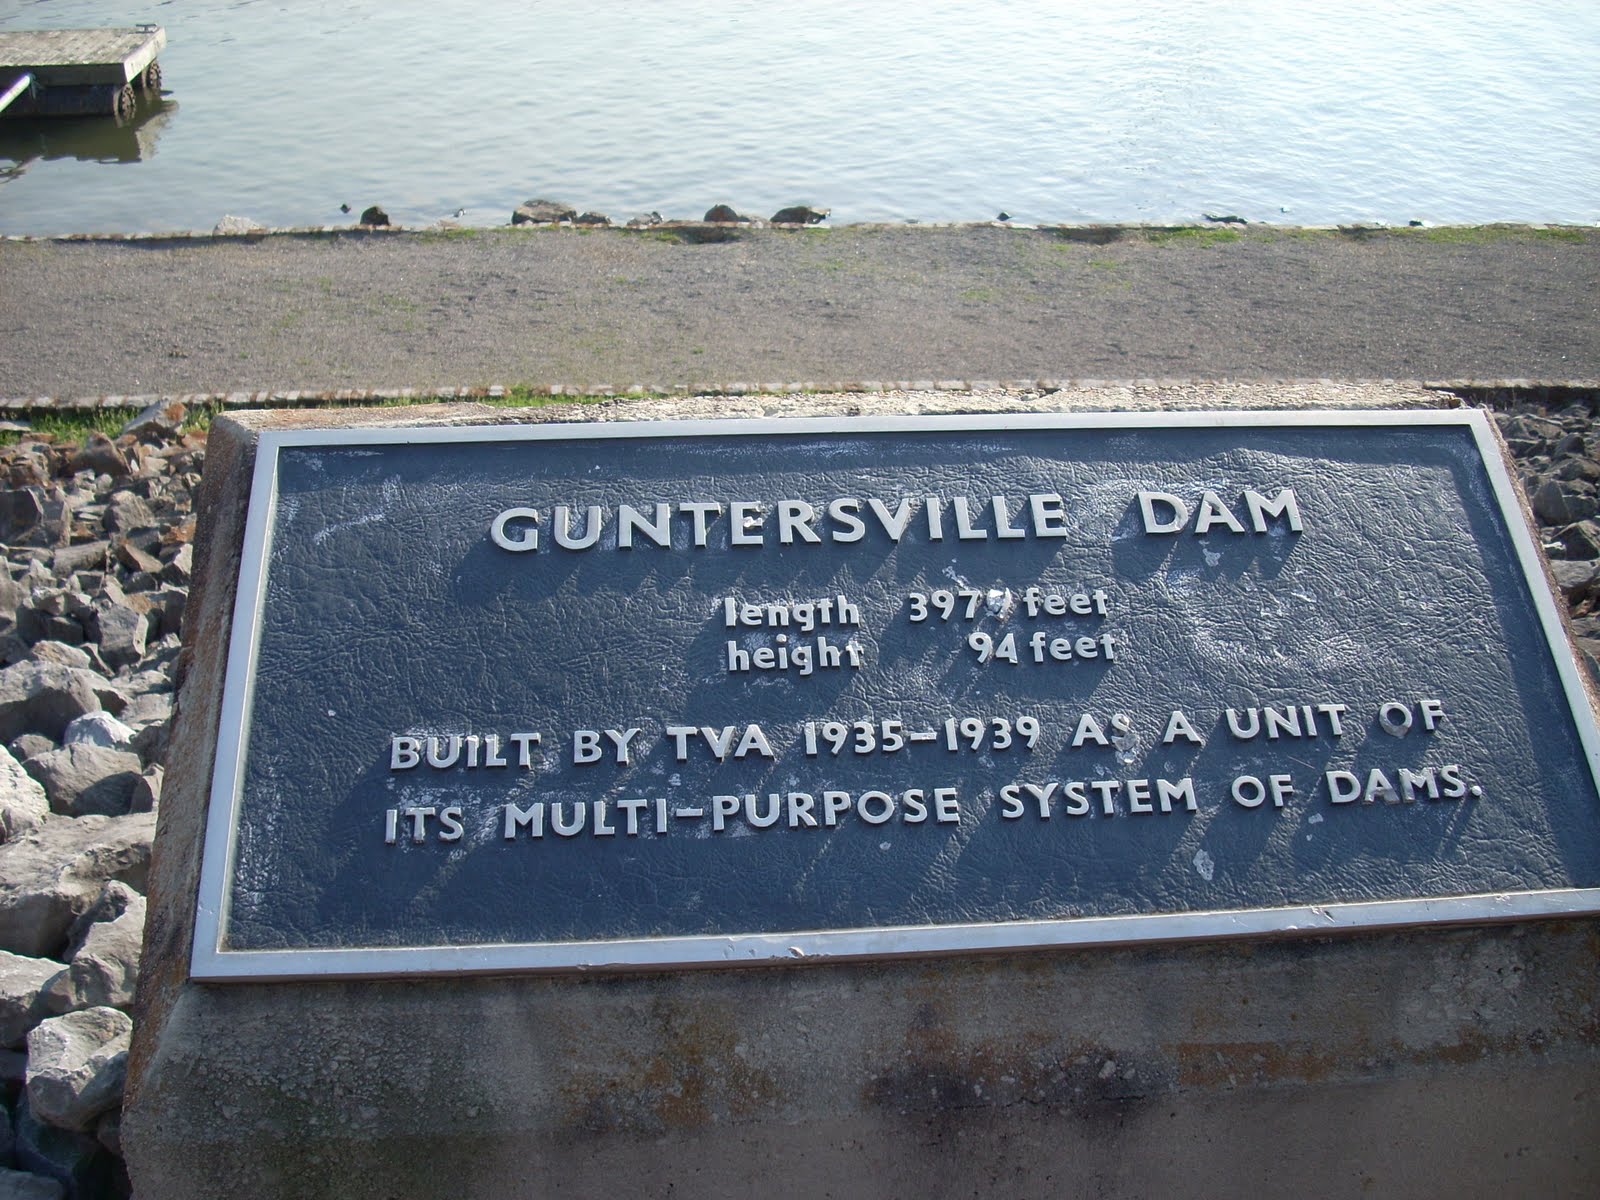 GUNTERSVILLE DAM
length feet
height 94 feet
BUILT BY TVA 1935-1939 AS A UNIT OF
ITS MULTI-PURPOSE SYSTEM OF DAMS.